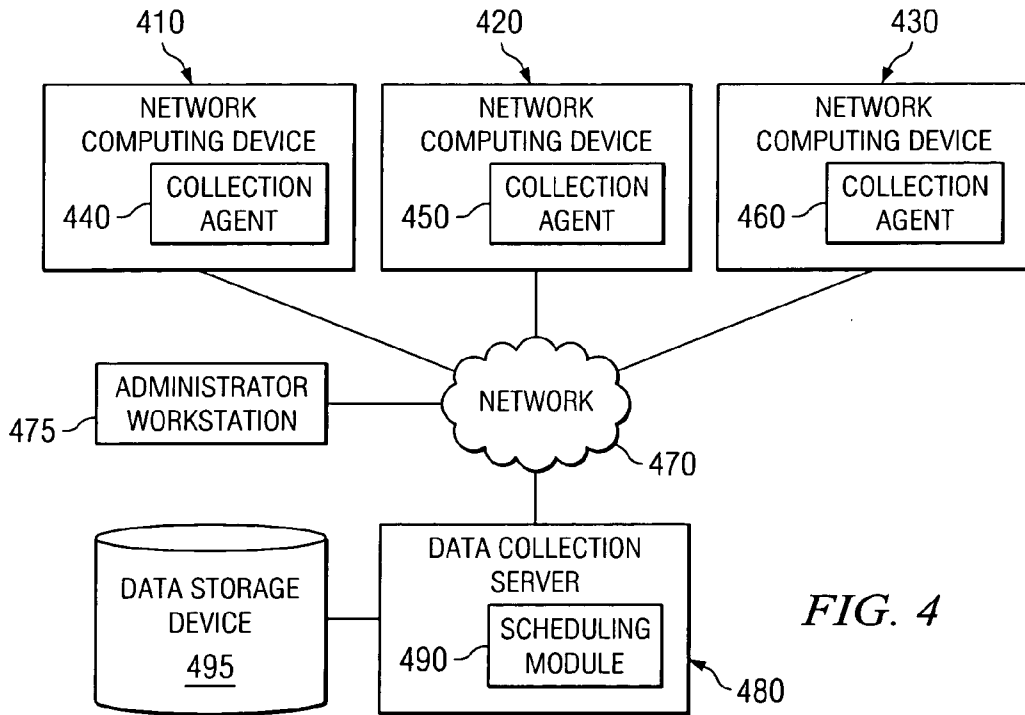 410
420
430
NETWORK
COMPUTING DEVICE
COLLECTION
AGENT
440
NETWORK
COMPUTING DEVICE
COLLECTION
AGENT
450
NETWORK
COMPUTING DEVICE
COLLECTION
AGENT
460
ADMINISTRATOR
WORKSTATION
475
NETWORK
470
DATA STORAGE
DEVICE
495
DATA COLLECTION
SERVER
490
SCHEDULING
MODULE
480
FIG. 4